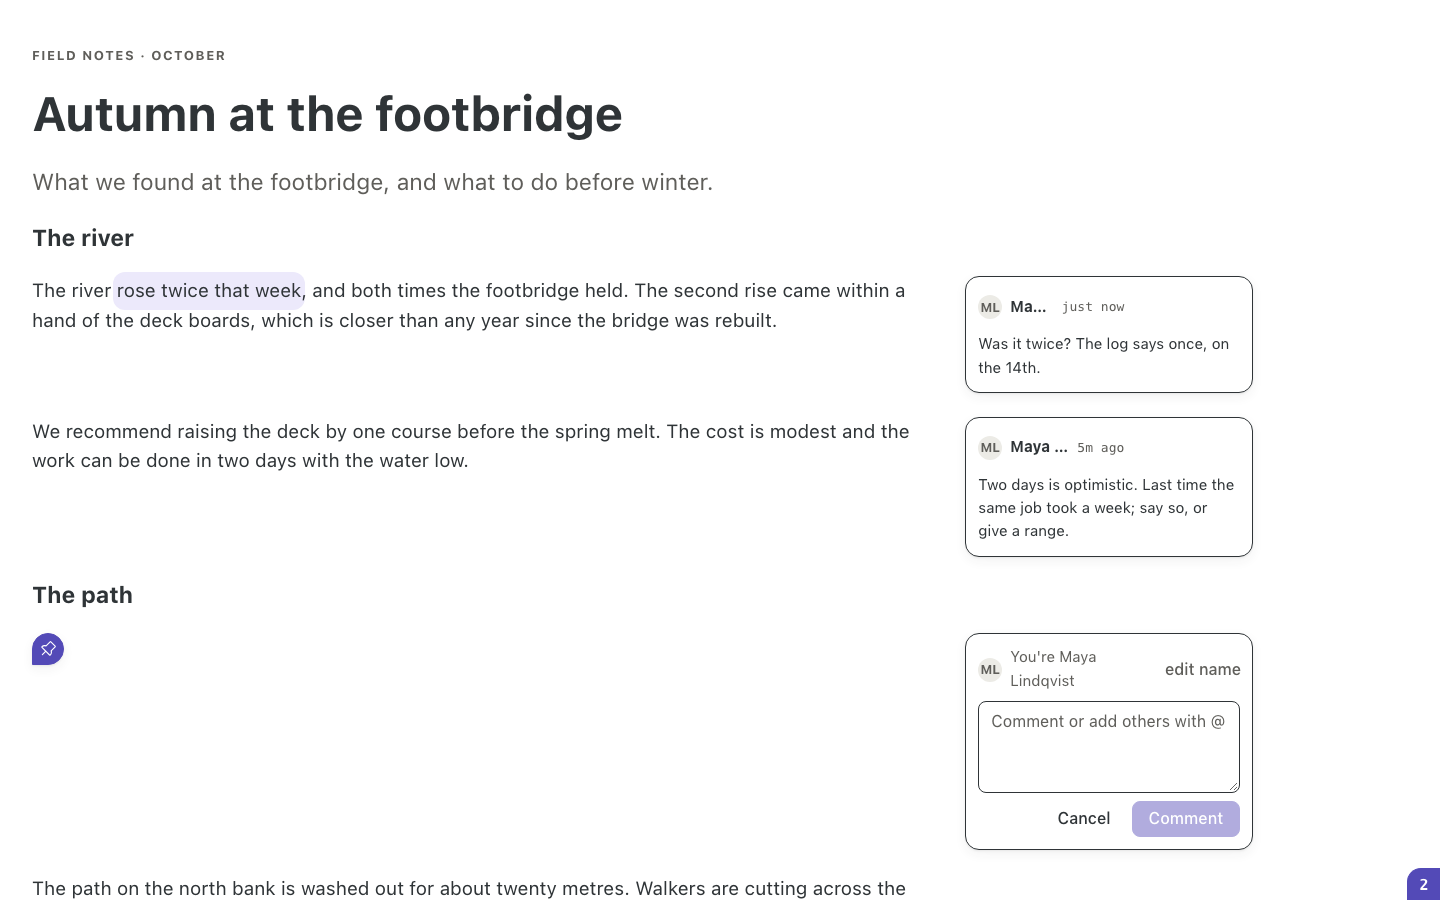 FIELD NOTES · OCTOBER
Autumn at the footbridge
What we found at the footbridge, and what to do before winter.
The river
The river rose twice that week, and both times the footbridge held. The second rise came within a
hand of the deck boards, which is closer than any year since the bridge was rebuilt.
ML Ma... just now
Was it twice? The log says once, on
the 14th.
We recommend raising the deck by one course before the spring melt. The cost is modest and the
work can be done in two days with the water low.
ML Maya ... 5m ago
Two days is optimistic. Last time the
same job took a week; say so, or
give a range.
The path
ML You're Maya
Lindqvist
edit name
Comment or add others with @
Cancel Comment
The path on the north bank is washed out for about twenty metres. Walkers are cutting across the
2